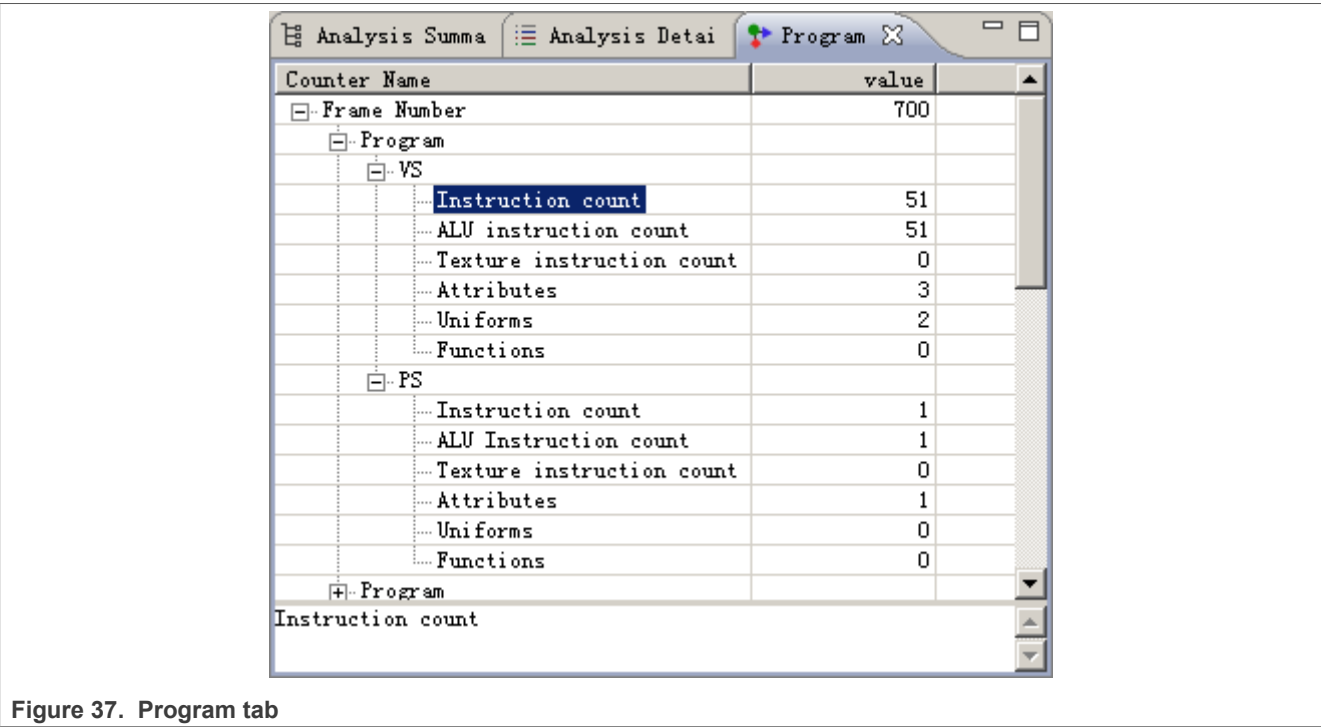 Analysis Summa Analysis Detai Program
Counter Name value
Frame Number 700
Program
VS
Instruction count 51
ALU instruction count 51
Texture instruction count 0
Attributes 3
Uniforms 2
Functions 0
PS
Instruction count 1
ALU Instruction count 1
Texture instruction count 0
Attributes 1
Uniforms 0
Functions 0
Program
Instruction count
Figure 37. Program tab